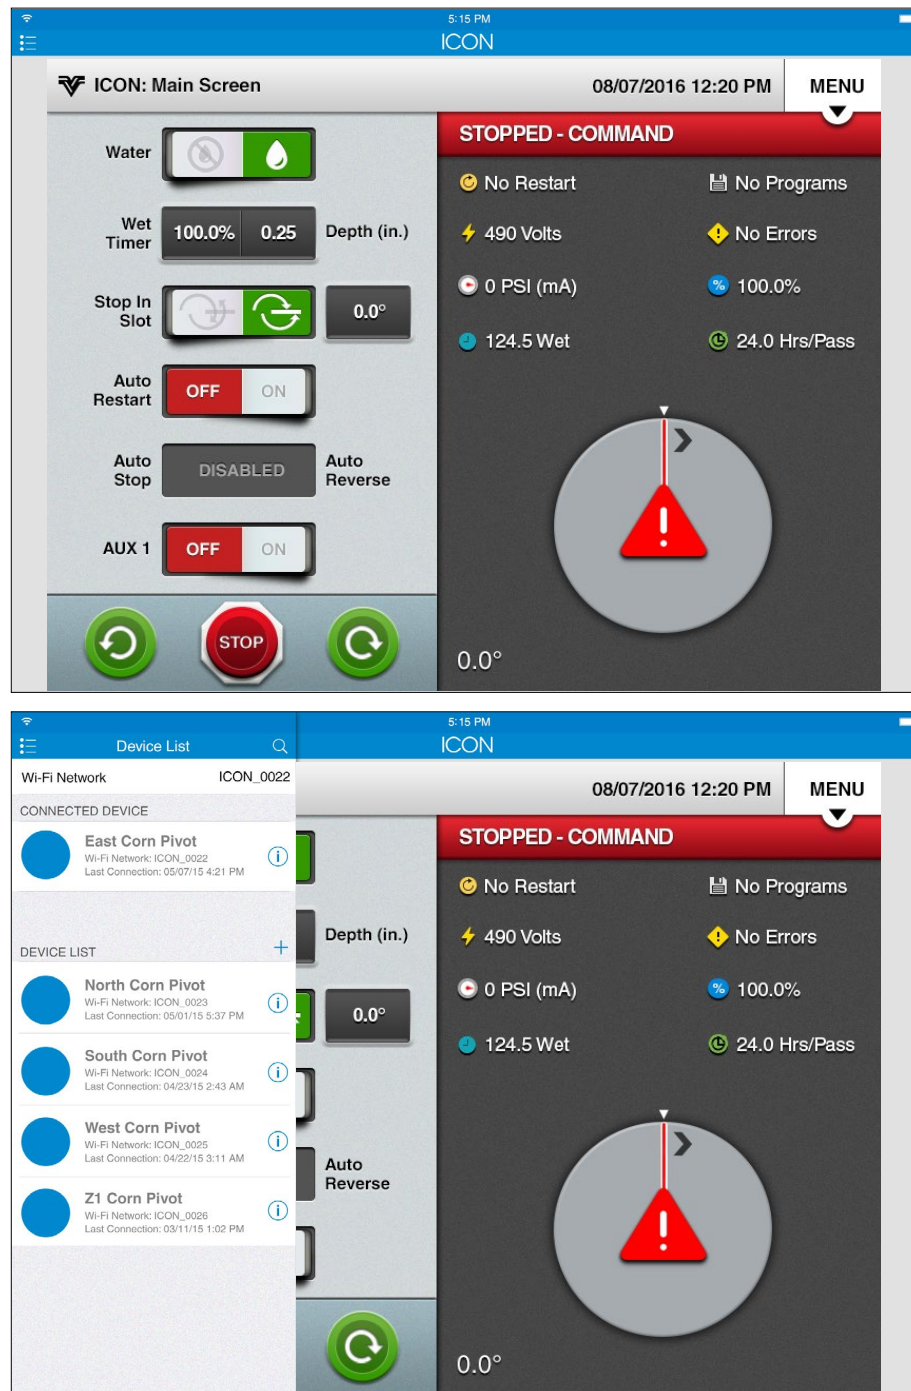 5:15 PM
ICON
ICON: Main Screen
08/07/2016 12:20 PM
MENU
STOPPED - COMMAND
Water
No Restart
No Programs
Wet
Timer
100.0%
0.25
Depth (in.)
490 Volts
No Errors
Stop In
Slot
0.0°
0 PSI (mA)
%
100.0%
124.5 Wet
24.0 Hrs/Pass
Auto
Restart
OFF
ON
Auto
Stop
DISABLED
Auto
Reverse
AUX 1
OFF
ON
STOP
0.0°
5:15 PM
Device List
ICON
Wi-Fi Network
ICON_0022
08/07/2016 12:20 PM
MENU
CONNECTED DEVICE
East Corn Pivot
Wi-Fi Network: ICON_0022
Last Connection: 05/07/15 4:21 PM
DEVICE LIST
+
North Corn Pivot
Wi-Fi Network: ICON_0023
Last Connection: 05/01/15 5:37 PM
South Corn Pivot
Wi-Fi Network: ICON_0024
Last Connection: 04/23/15 2:43 AM
West Corn Pivot
Wi-Fi Network: ICON_0025
Last Connection: 04/22/15 3:11 AM
Z1 Corn Pivot
Wi-Fi Network: ICON_0026
Last Connection: 03/11/15 1:02 PM
Depth (in.)
0.0°
Auto
Reverse
STOPPED - COMMAND
No Restart
No Programs
490 Volts
No Errors
0 PSI (mA)
%
100.0%
124.5 Wet
24.0 Hrs/Pass
0.0°